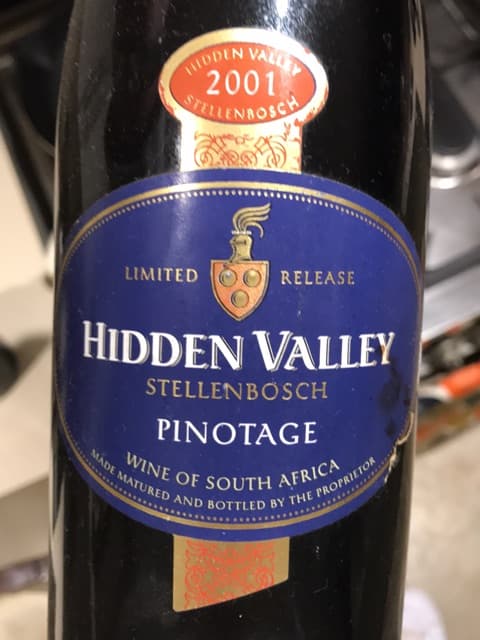 HIDDEN VALLEY
2001
STELLENBOSCH
LIMITED RELEASE
HIDDEN VALLEY
STELLENBOSCH
PINOTAGE
WINE OF SOUTH AFRICA
MADE MATURED AND BOTTLED BY THE PROPRIETOR